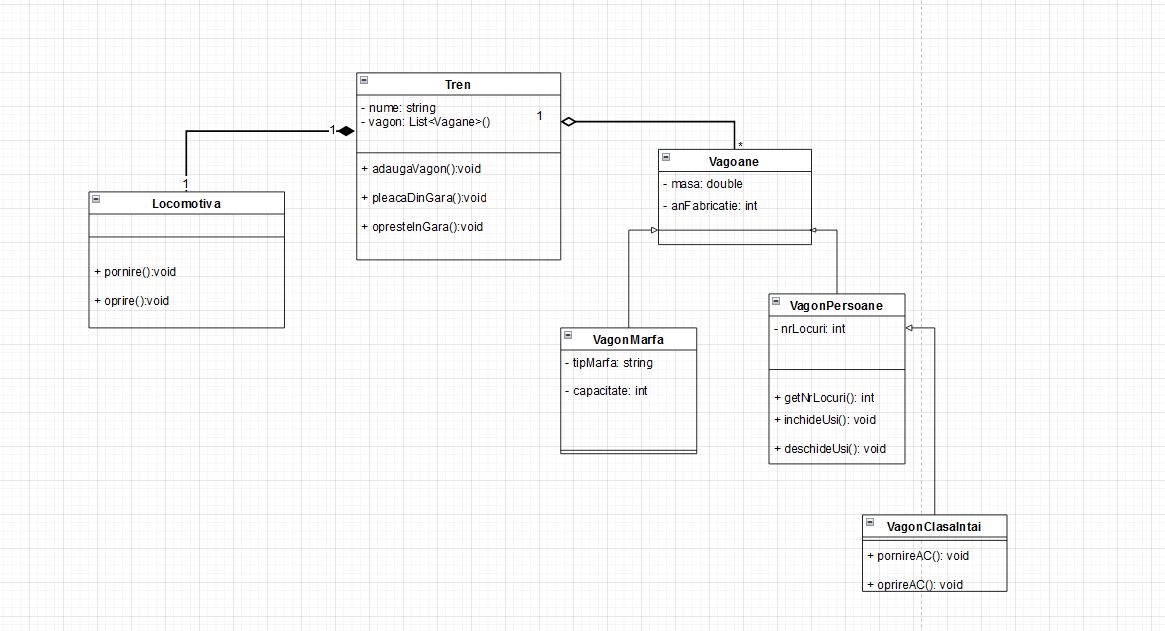 Tren
- nume: string
- vagon: List<Vagane>()
1
+ adaugaVagon():void
+ pleacaDinGara():void
+ opresteInGara():void
1
1
Locomotiva
+ pornire():void
+ oprire():void
*
Vagoane
- masa: double
- anFabricatie: int
VagonMarfa
- tipMarfa: string
- capacitate: int
VagonPersoane
- nrLocuri: int
+ getNrLocuri(): int
+ inchideUsi(): void
+ deschideUsi(): void
VagonClasaIntai
+ pornireAC(): void
+ oprireAC(): void